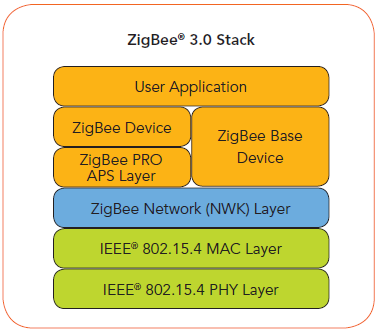 ZigBee® 3.0 Stack
User Application
ZigBee Device
ZigBee PRO
APS Layer
ZigBee Base
Device
ZigBee Network (NWK) Layer
IEEE® 802.15.4 MAC Layer
IEEE® 802.15.4 PHY Layer